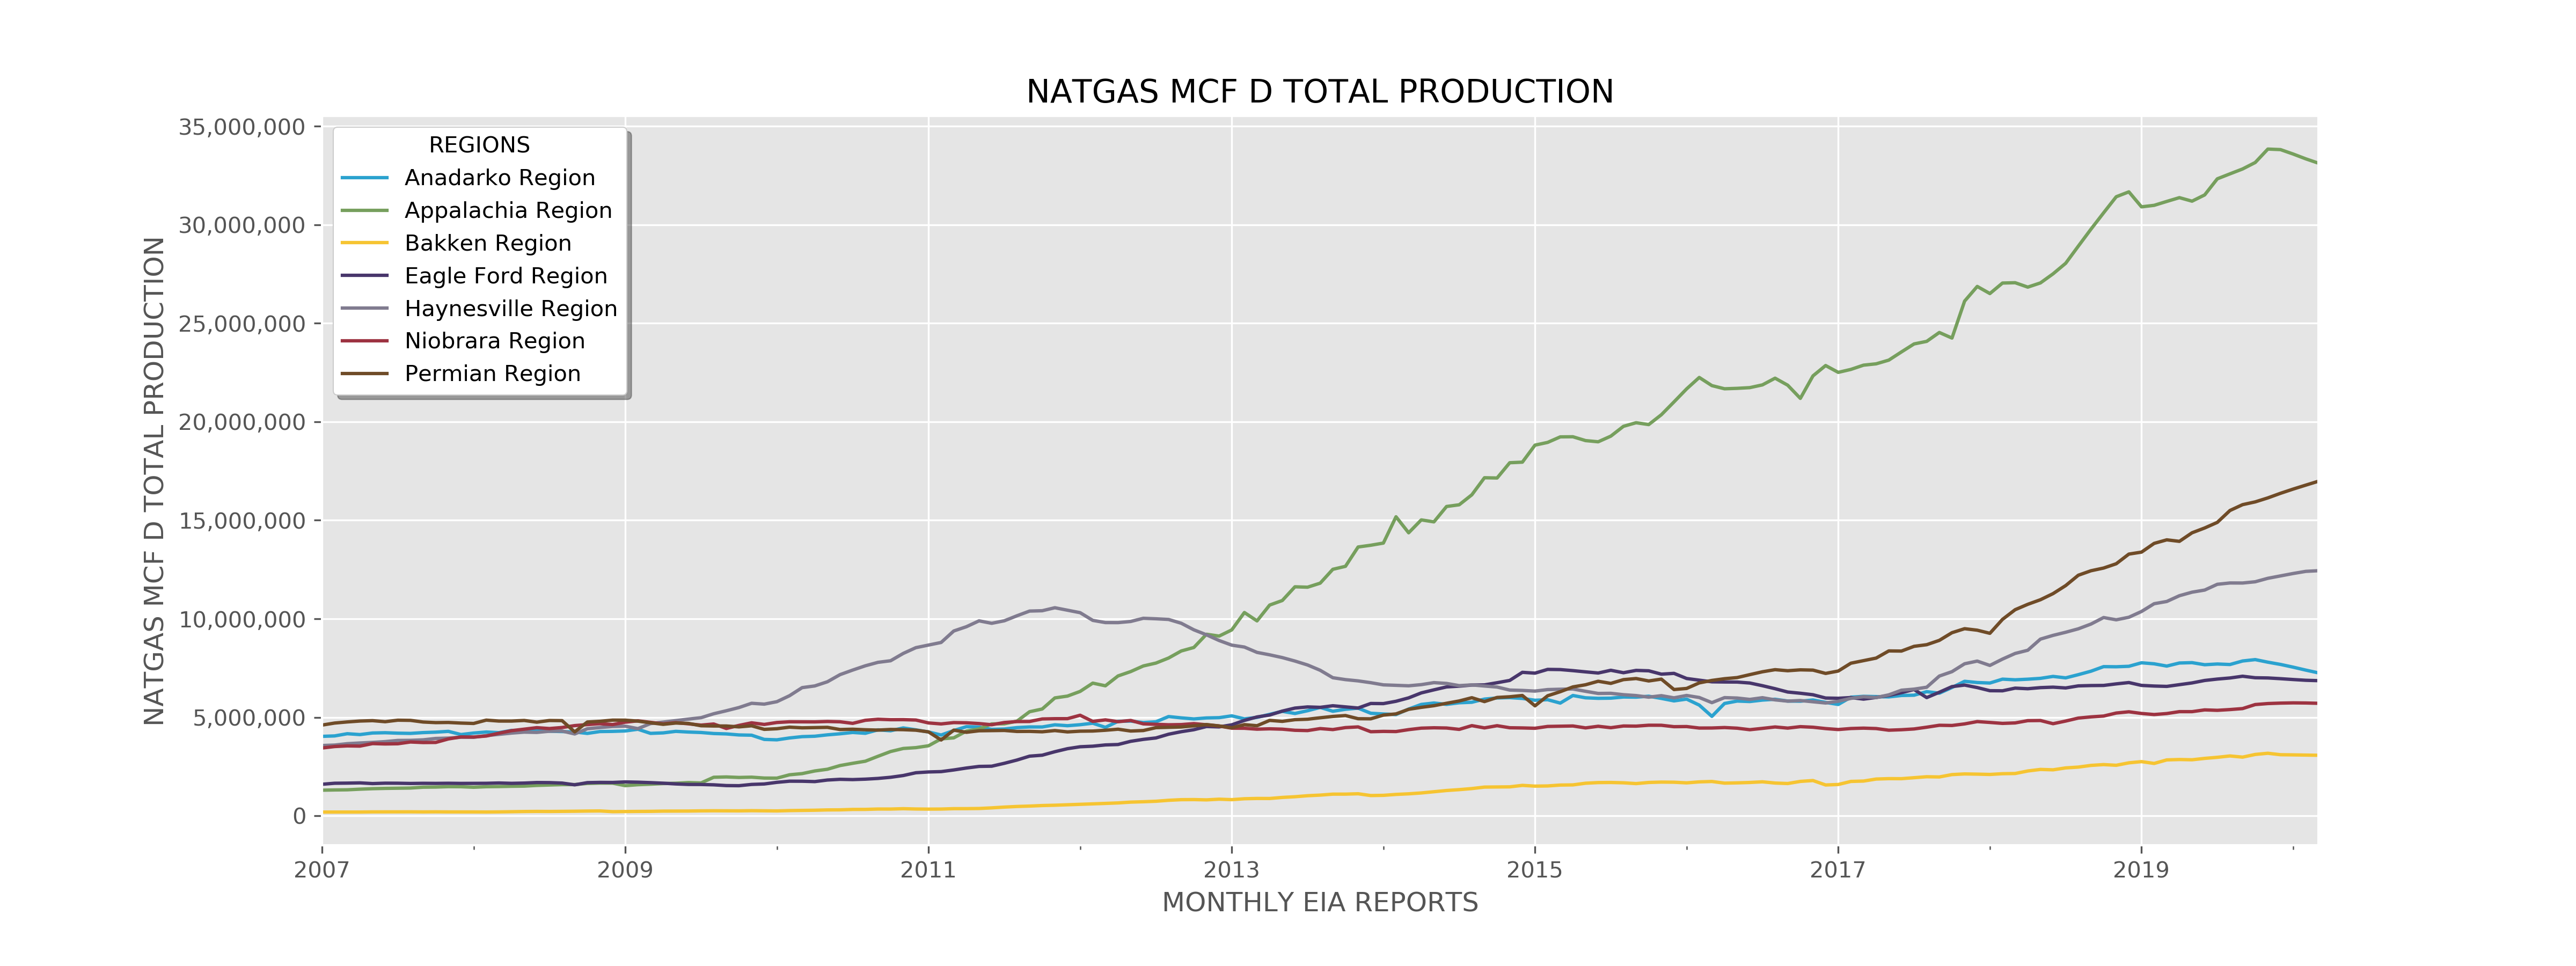 NATGAS MCF D TOTAL PRODUCTION
NATGAS MCF D TOTAL PRODUCTION
35,000,000
30,000,000
25,000,000
20,000,000
15,000,000
10,000,000
5,000,000
0
REGIONS
Anadarko Region
Appalachia Region
Bakken Region
Eagle Ford Region
Haynesville Region
Niobrara Region
Permian Region
2007
2009
2011
2013
2015
2017
2019
MONTHLY EIA REPORTS